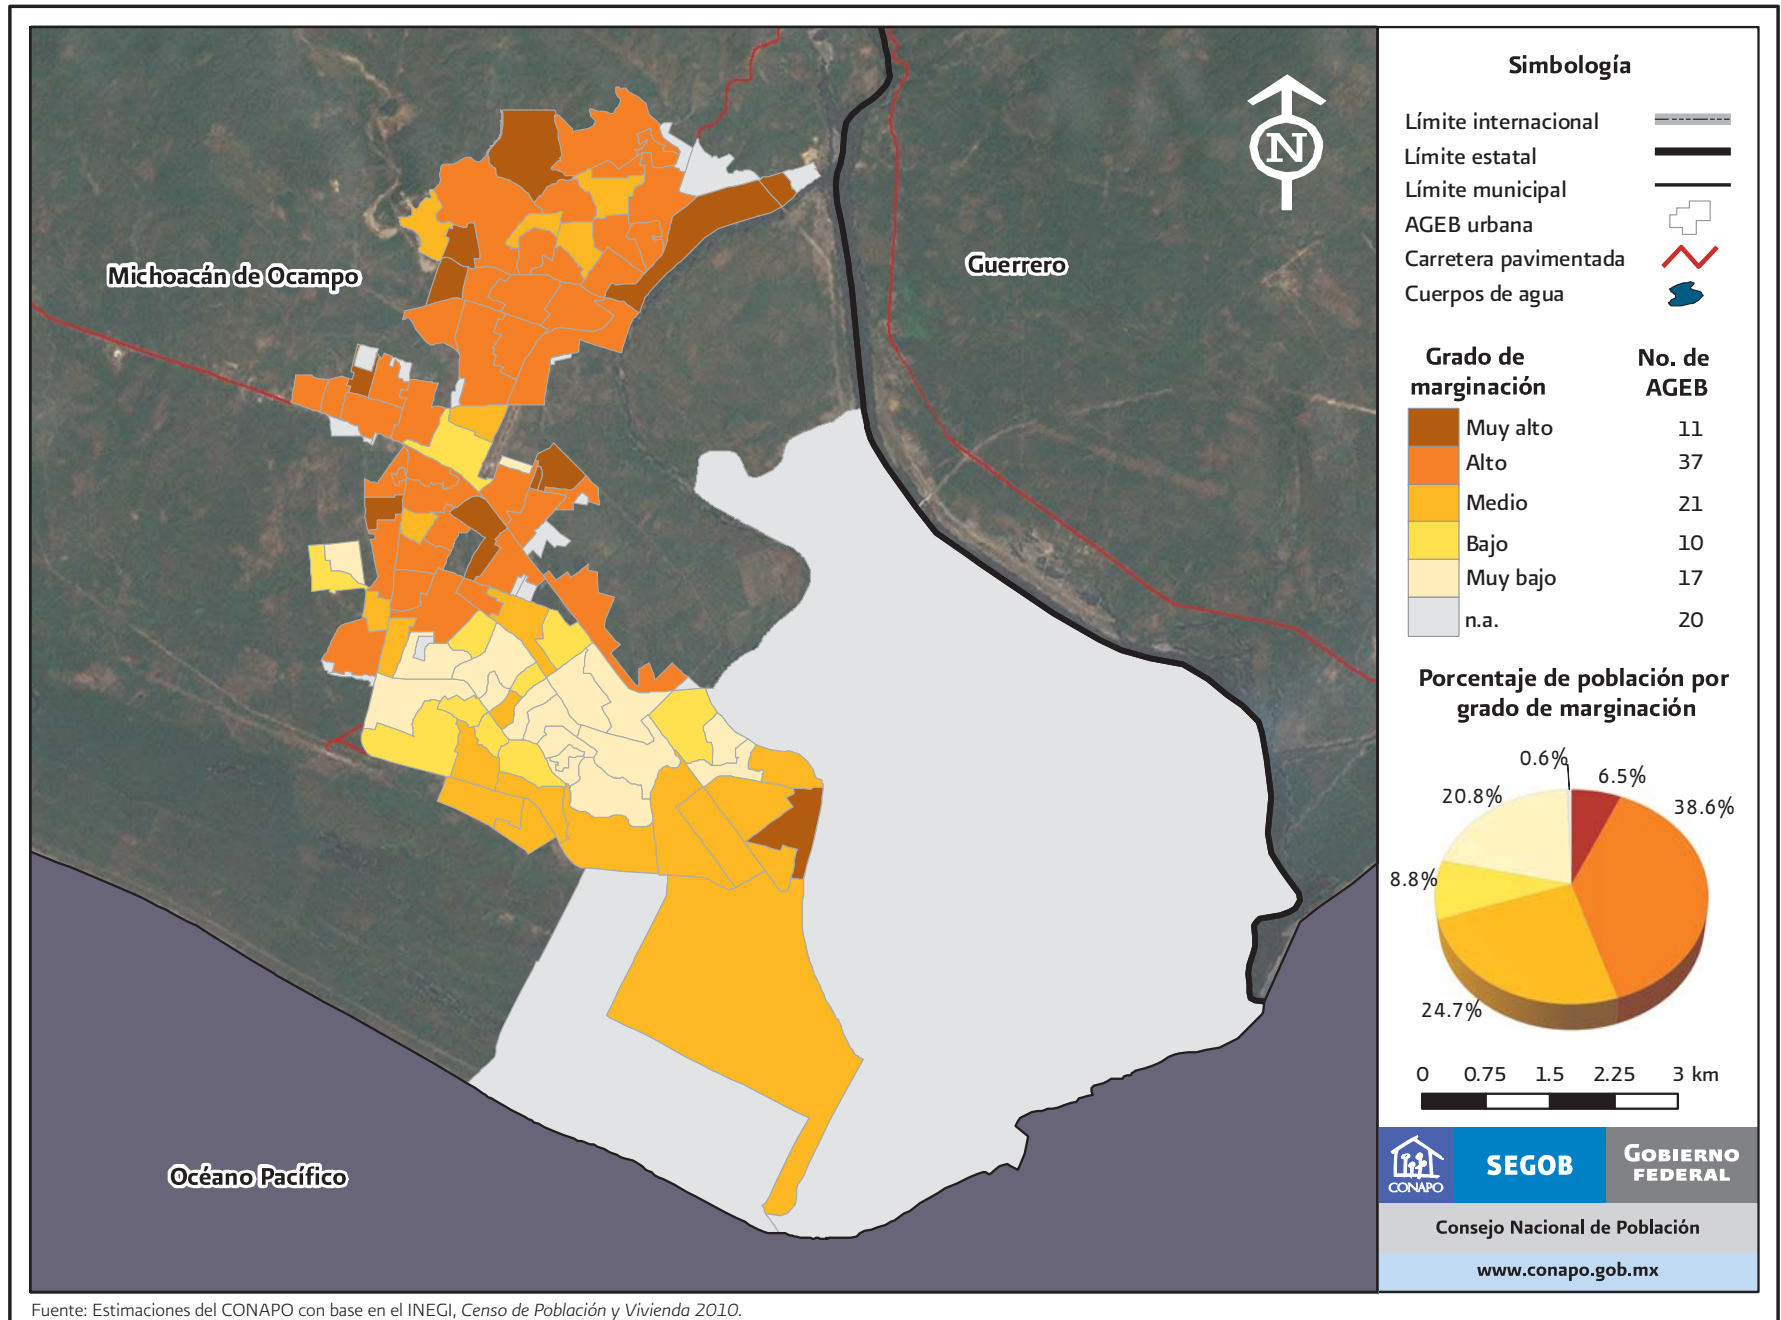 Michoacán de Ocampo
Guerrero
Océano Pacífico
N
Simbología
Límite internacional
Límite estatal
Límite municipal
AGEB urbana
Carretera pavimentada
Cuerpos de agua
Grado de marginación No. de AGEB
Muy alto 11
Alto 37
Medio 21
Bajo 10
Muy bajo 17
n.a. 20
Porcentaje de población por
grado de marginación
0.6%
6.5%
20.8%
38.6%
8.8%
24.7%
0 0.75 1.5 2.25 3 km
CONAPO
SEGOB
GOBIERNO
FEDERAL
Consejo Nacional de Población
www.conapo.gob.mx
Fuente: Estimaciones del CONAPO con base en el INEGI, Censo de Población y Vivienda 2010.